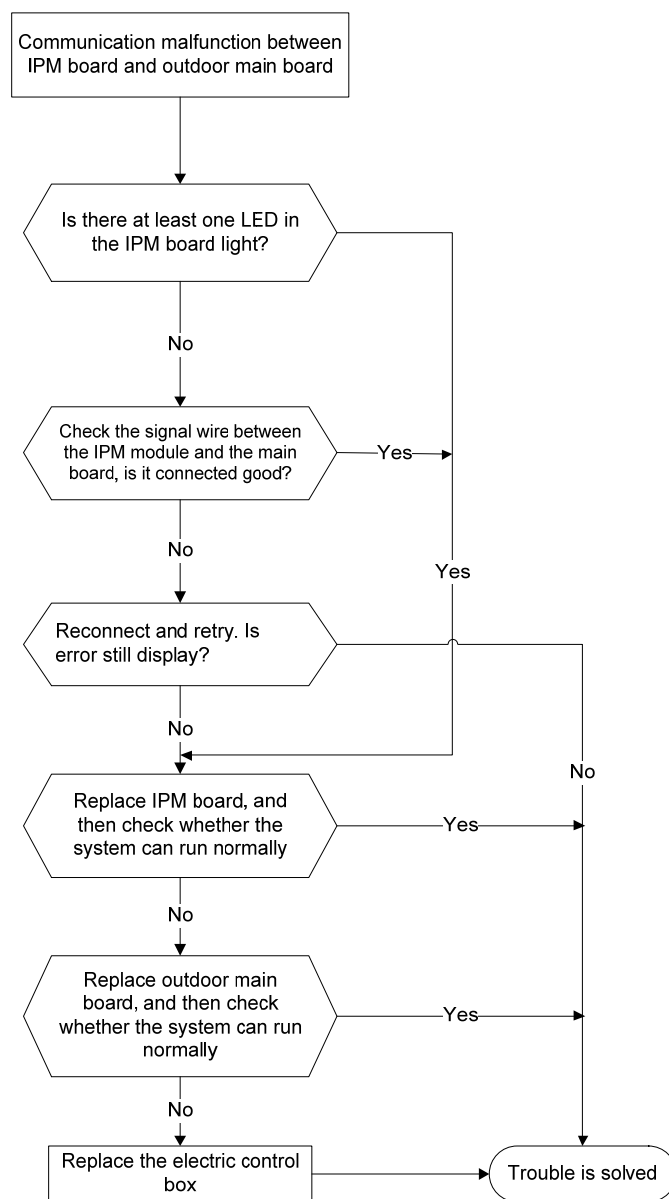 Communication malfunction between
IPM board and outdoor main board
Is there at least one LED in
the IPM board light?
No
Check the signal wire between
the IPM module and the main
board, is it connected good?
Yes
No
Yes
Reconnect and retry. Is
error still display?
No
No
Replace IPM board, and
then check whether the
system can run normally
Yes
No
Replace outdoor main
board, and then check
whether the system can run
normally
Yes
No
Replace the electric control
box
Trouble is solved